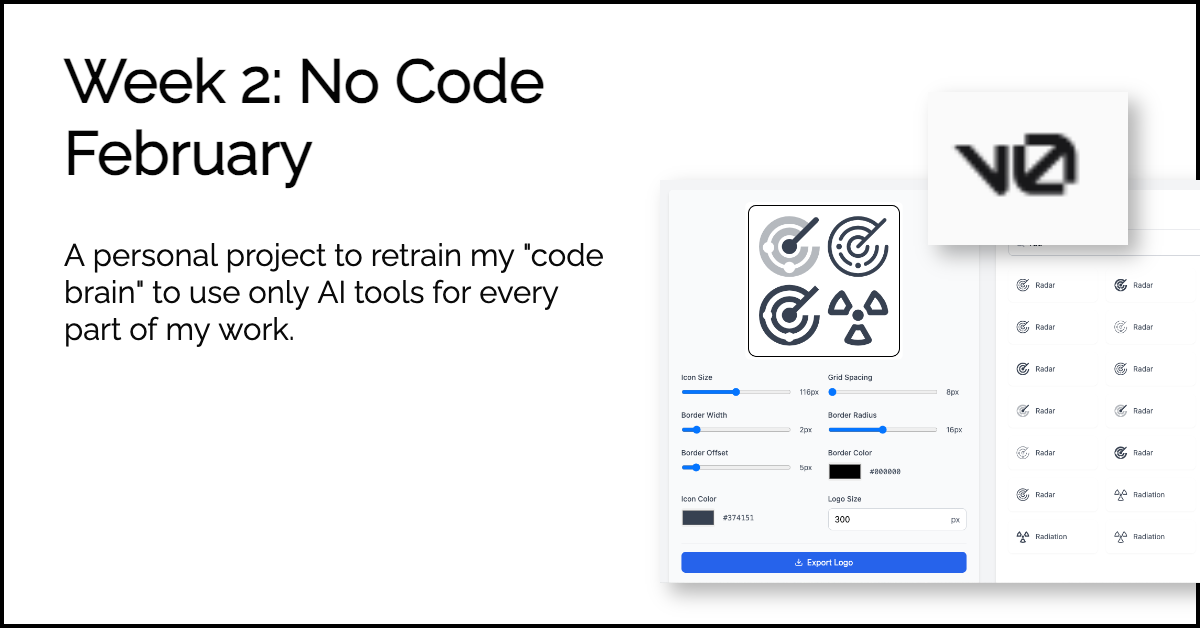 Week 2: No Code
February
A personal project to retrain my "code
brain" to use only AI tools for every
part of my work.
v0
Icon Size
116px
Grid Spacing
8px
Border Width
2px
Border Radius
16px
Border Offset
5px
Border Color
#000000
Icon Color
#374151
Logo Size
300 px
Export Logo
Radar Radar
Radar Radar
Radar Radar
Radar Radar
Radar Radar
Radar Radiation
Radiation Radiation